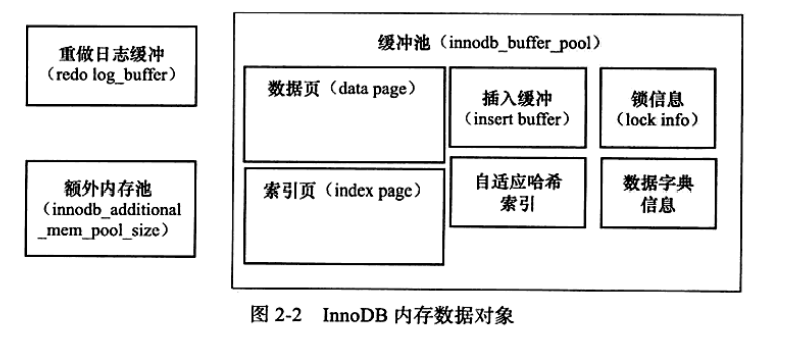 重做日志缓冲
（redo log_buffer）
额外内存池
（innodb_additional
_mem_pool_size）
缓冲池（innodb_buffer_pool）
数据页（data page）
插入缓冲
（insert buffer）
锁信息
（lock info）
索引页（index page）
自适应哈希
索引
数据字典
信息
图 2-2 InnoDB 内存数据对象